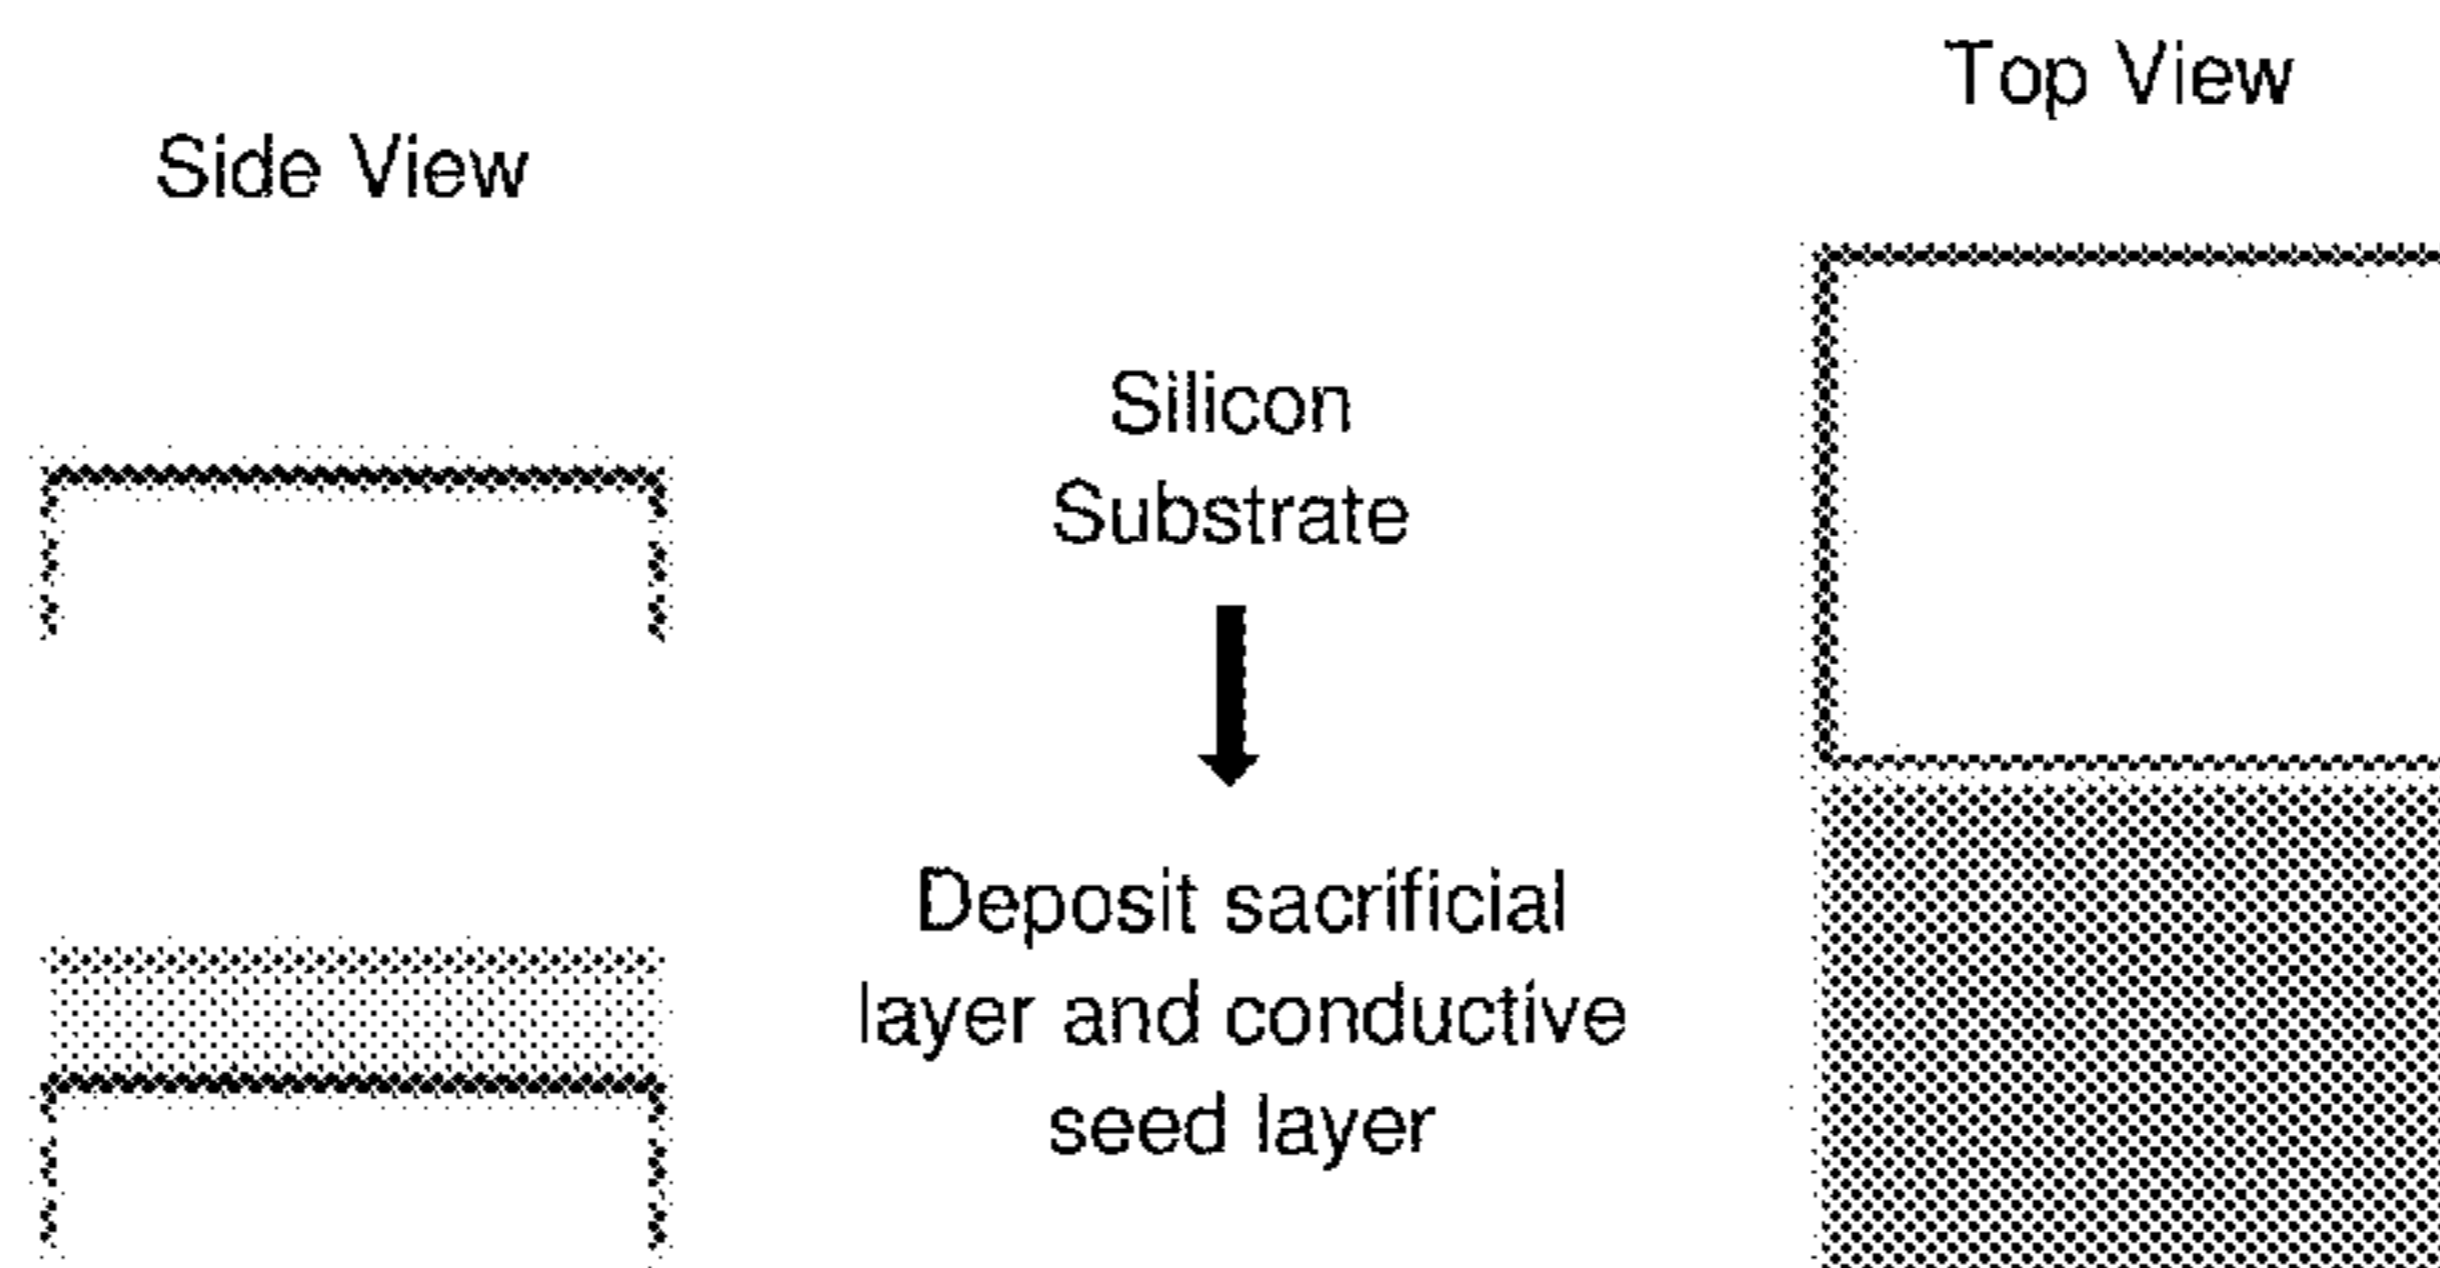 Top View
Side View
Silicon
Substrate
Deposit sacrificial
layer and conductive
seed layer